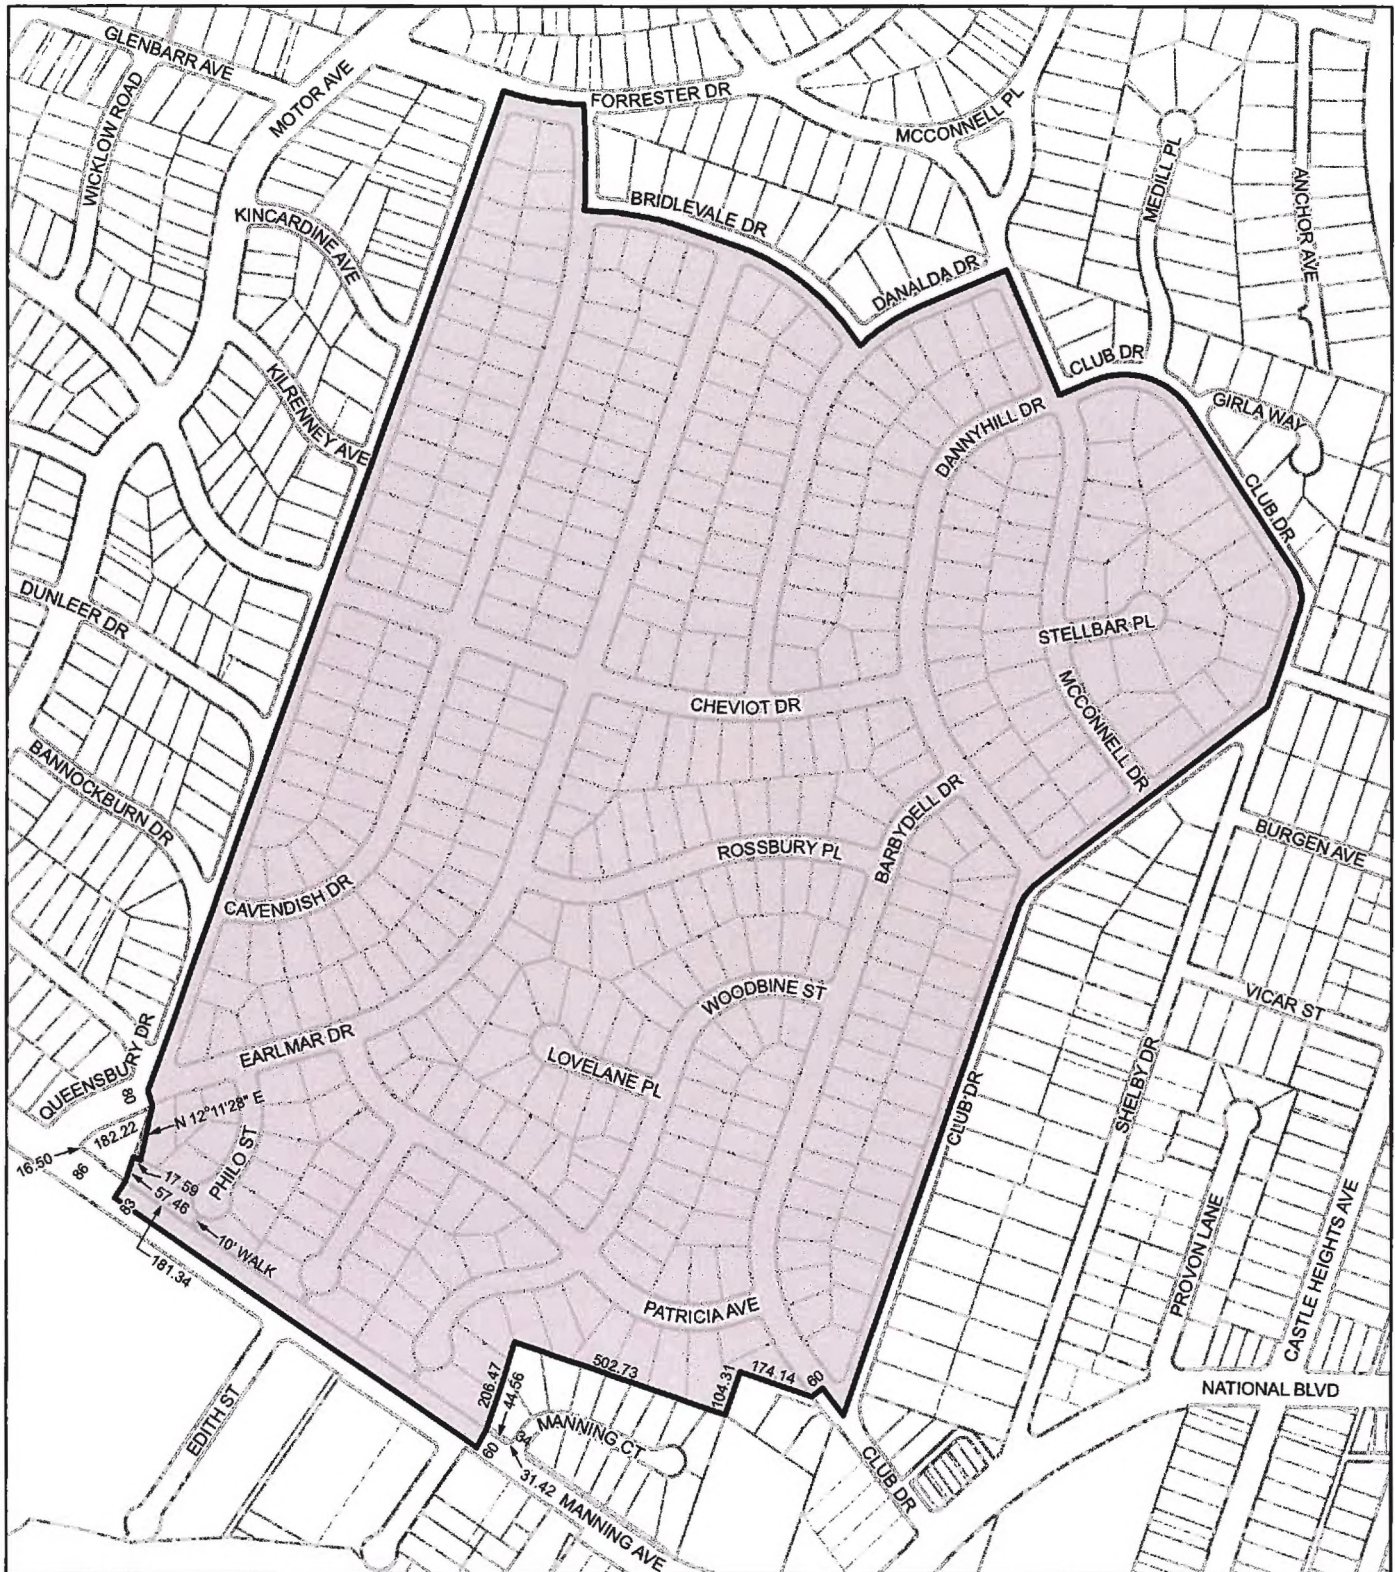 GLENBARR AVE
MOTOR AVE
WICKLOW ROAD
FORRESTER DR
MCCONNELL PL
MEDILL PL
ANCHOR AVE
KINCARDINE AVE
BRIDLEVALE DR
DANALDA DR
CLUB DR
KILRENNEY AVE
DANNYHILL DR
GIRLA WAY
CLUB DR
DUNLEER DR
STELLBAR PL
CHEVIOT DR
MCCONNELL DR
BANNOCKBURN DR
BARBYDELL DR
ROSSBURY PL
BURGEN AVE
CAVENDISH DR
WOODBINE ST
VICAR ST
QUEENSBURY DR
EARLMAR DR
LOVELANE PL
80
N 12°11'28" E
182.22
16.50
86
17.59
57.46
83
PHILO ST
10' WALK
181.34
CLUB DR
SHELBY DR
PROVON LANE
CASTLE HEIGHTS AVE
PATRICIA AVE
502.73
206.47
44.56
104.31
174.14
60
NATIONAL BLVD
EDITH ST
MANNING CT
34
60
31.42
MANNING AVE
CLUB DR